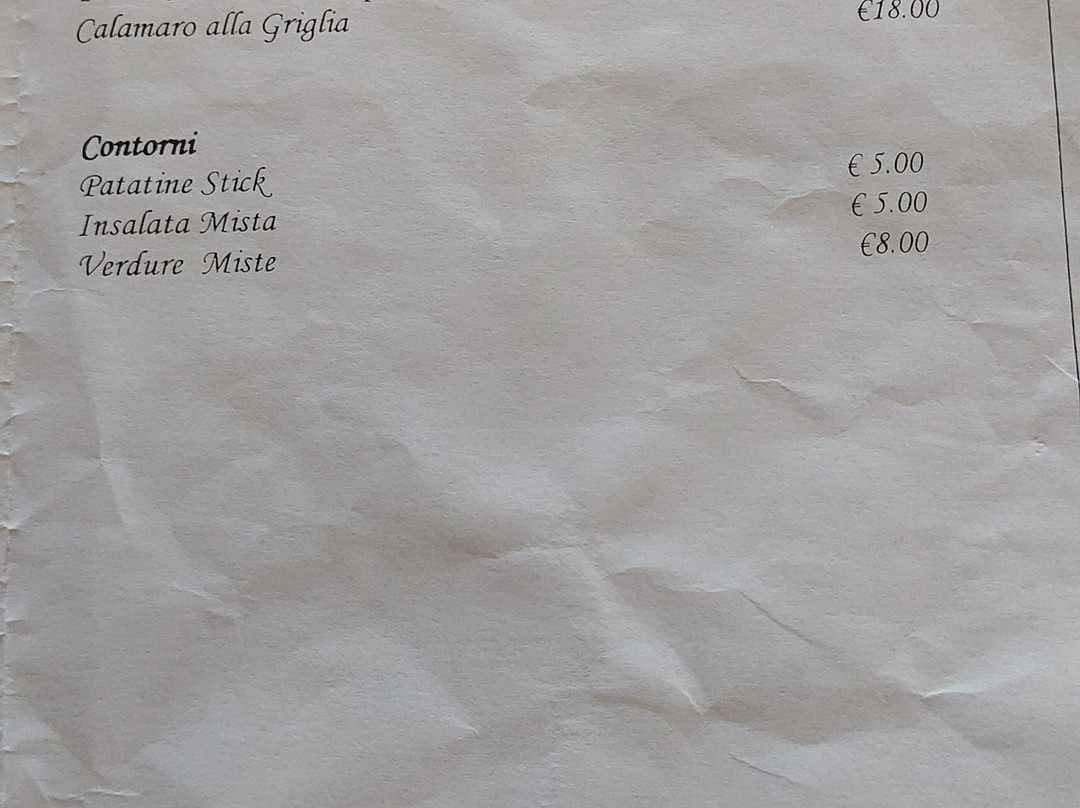 Calamaro alla Griglia €18.00
Contorni
Patatine Stick € 5.00
Insalata Mista € 5.00
Verdure Miste €8.00